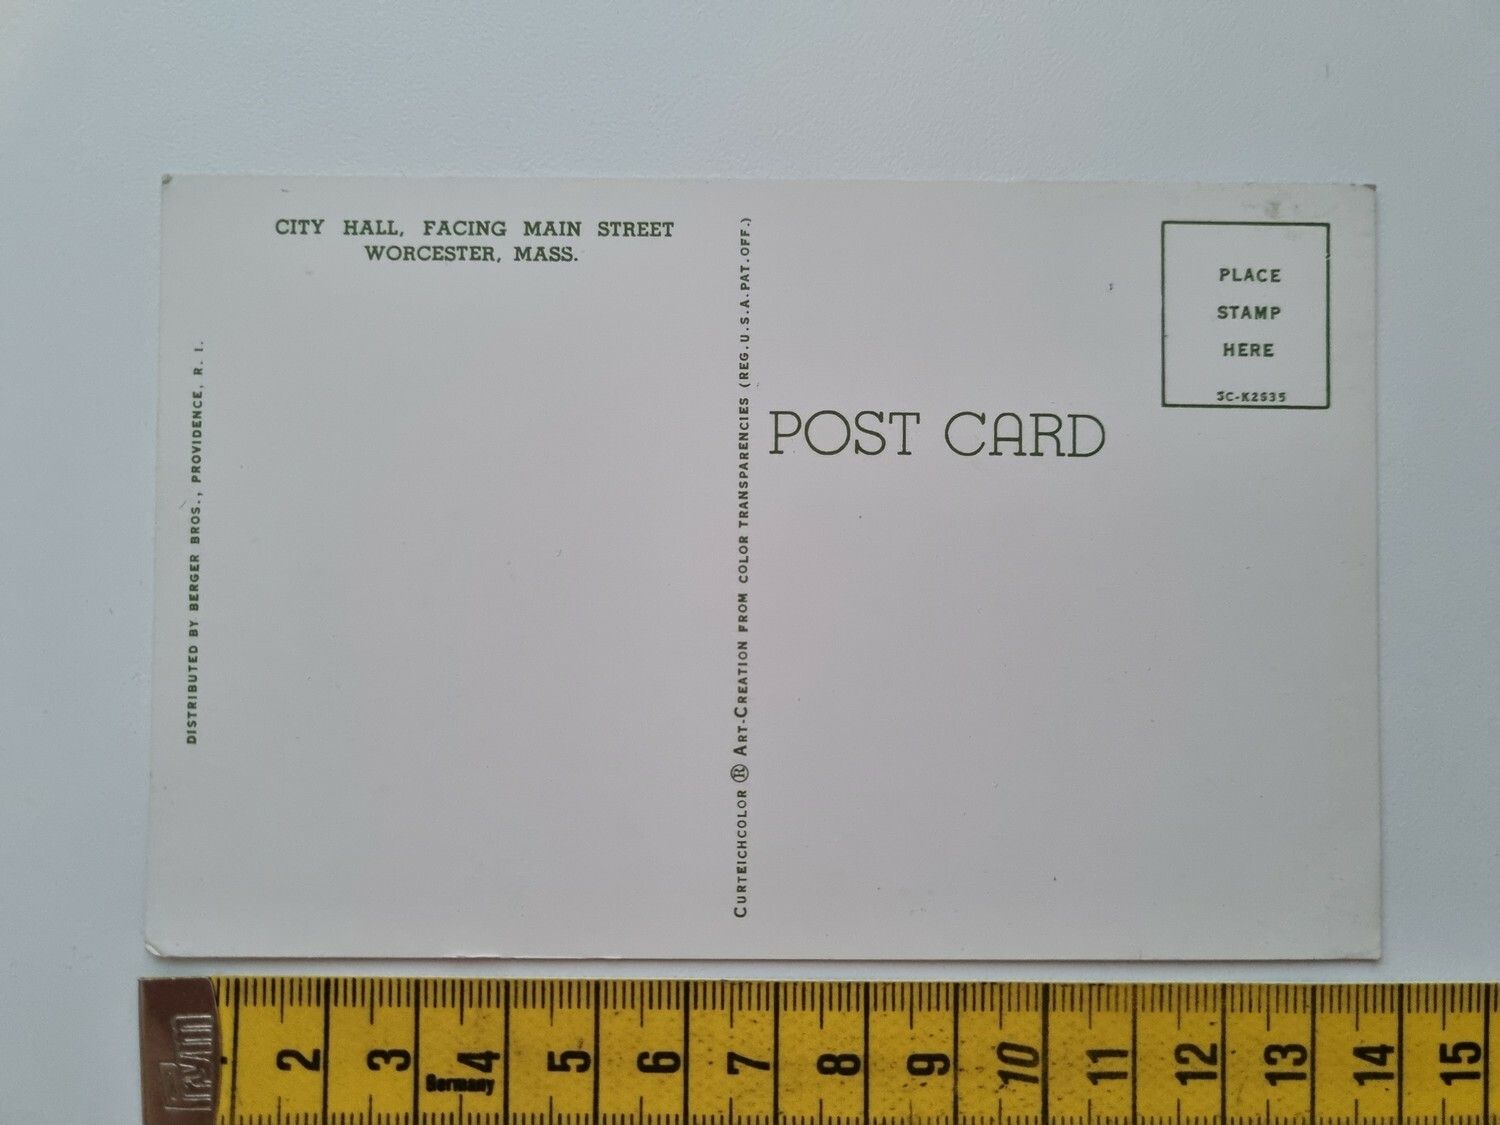 CITY HALL, FACING MAIN STREET
WORCESTER, MASS.
DISTRIBUTED BY BERGER BROS., PROVIDENCE, R. I.
CURTEICHCOLOR ® ART-CREATION FROM COLOR TRANSPARENCIES (REG. U.S.A. PAT. OFF.)
POST CARD
PLACE
STAMP
HERE
3C-K2535
2 3 4 5 6 7 8 9 10 11 12 13 14 15
Germany